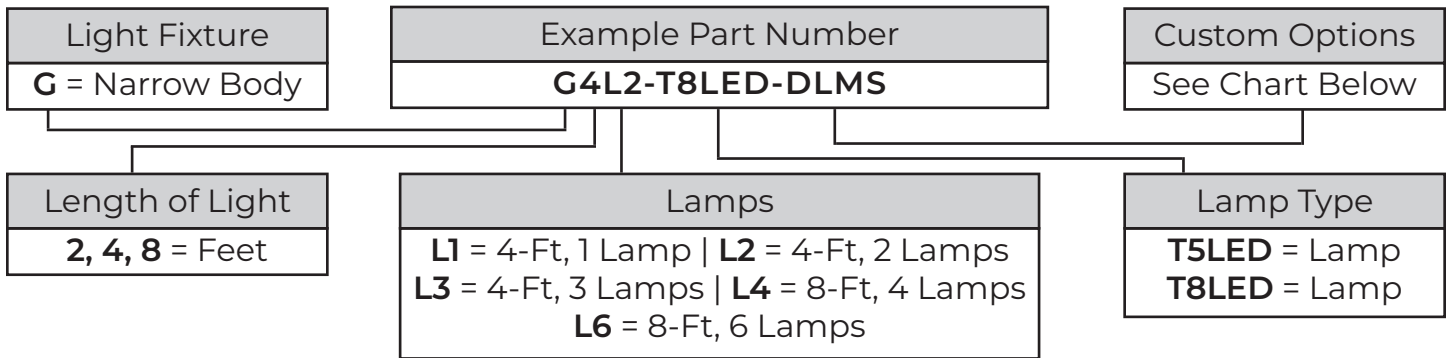 Light Fixture
G = Narrow Body
Example Part Number
G4L2-T8LED-DLMS
Custom Options
See Chart Below
Length of Light
2, 4, 8 = Feet
Lamps
L1 = 4-Ft, 1 Lamp | L2 = 4-Ft, 2 Lamps
L3 = 4-Ft, 3 Lamps | L4 = 8-Ft, 4 Lamps
L6 = 8-Ft, 6 Lamps
Lamp Type
T5LED = Lamp
T8LED = Lamp